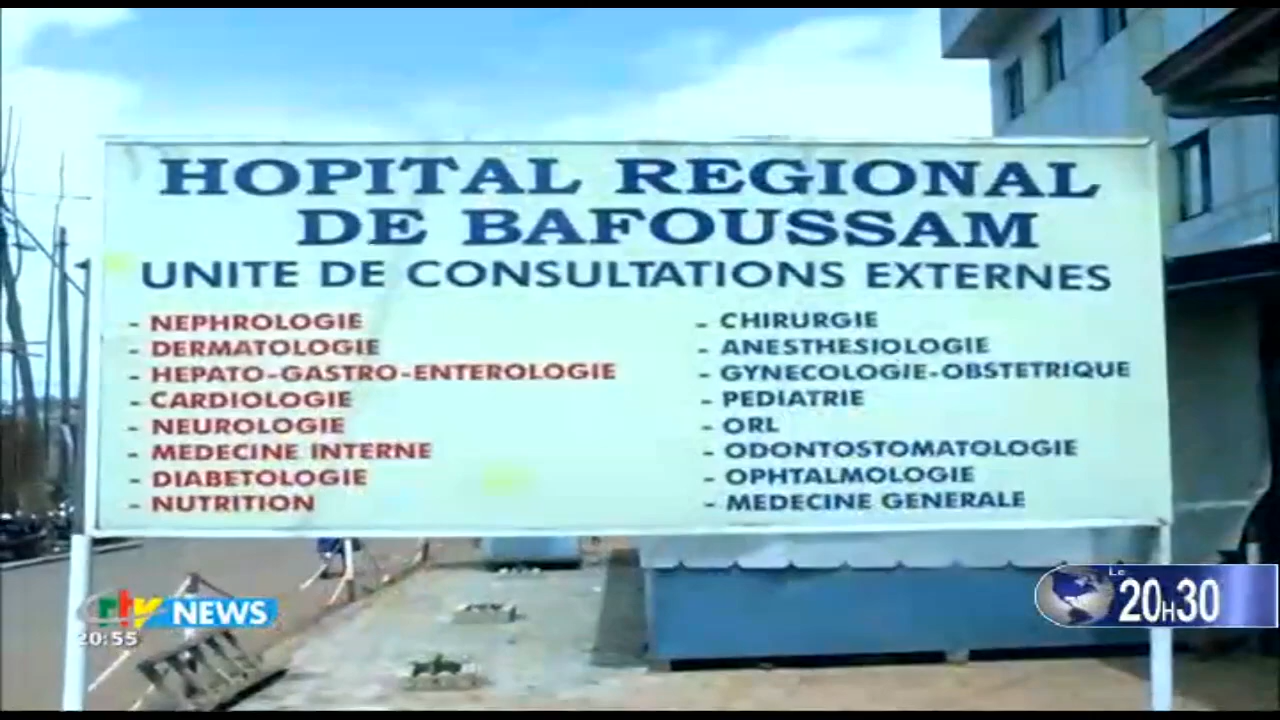 HOPITAL REGIONAL
DE BAFOUSSAM
UNITE DE CONSULTATIONS EXTERNES
- NEPHROLOGIE
- DERMATOLOGIE
- HEPATO-GASTRO-ENTEROLOGIE
- CARDIOLOGIE
- NEUROLOGIE
- MEDECINE INTERNE
- DIABETOLOGIE
- NUTRITION
- CHIRURGIE
- ANESTHESIOLOGIE
- GYNECOLOGIE-OBSTETRIQUE
- PEDIATRIE
- ORL
- ODONTOSTOMATOLOGIE
- OPHTALMOLOGIE
- MEDECINE GENERALE
crtv NEWS
20:55
Le
20H30